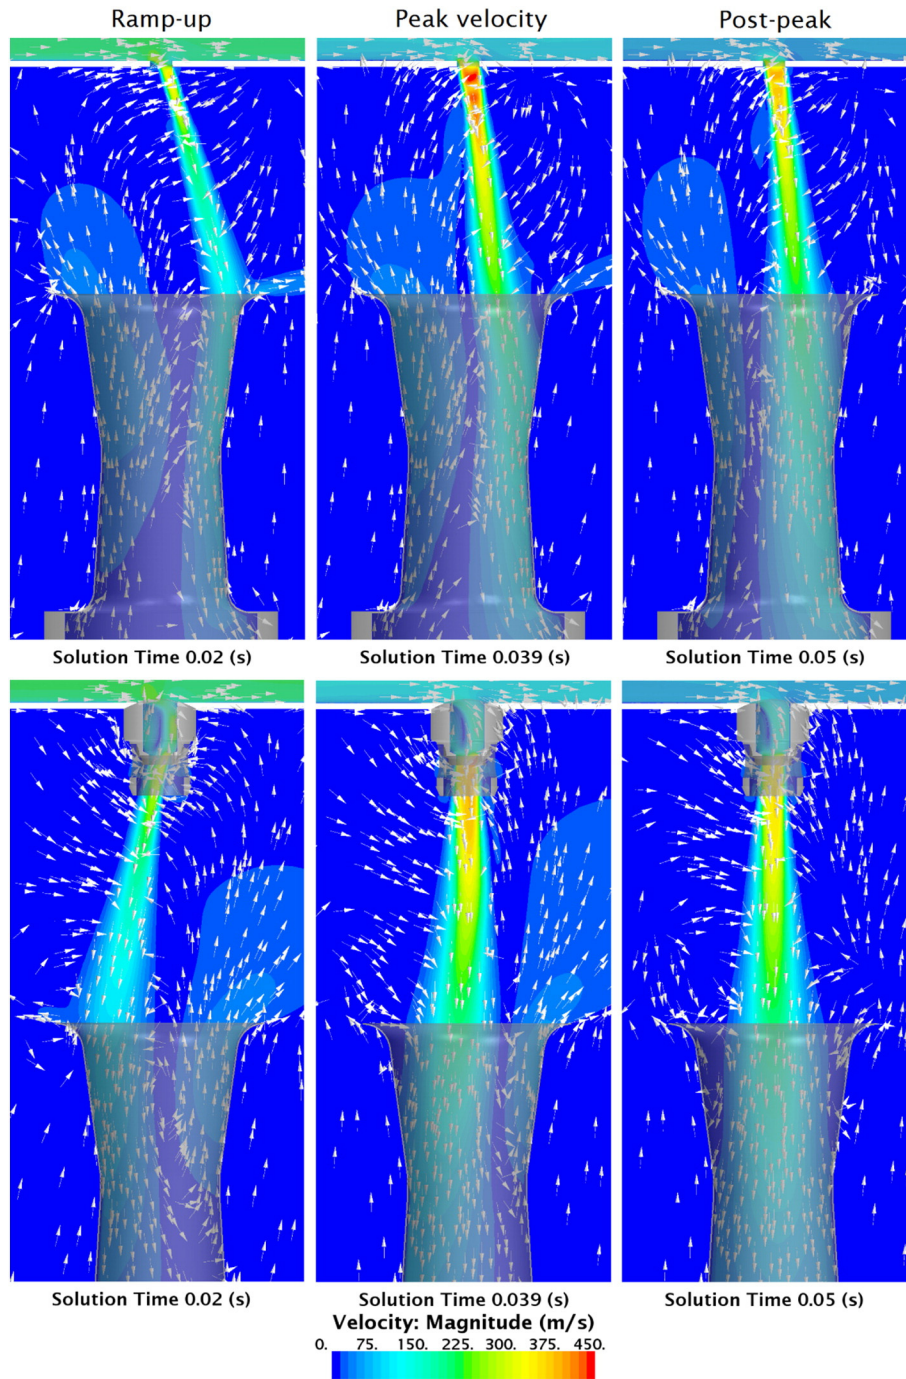 Ramp-up Peak velocity Post-peak
Solution Time 0.02 (s) Solution Time 0.039 (s) Solution Time 0.05 (s)
Solution Time 0.02 (s) Solution Time 0.039 (s) Solution Time 0.05 (s)
Velocity: Magnitude (m/s)
0. 75. 150. 225. 300. 375. 450.